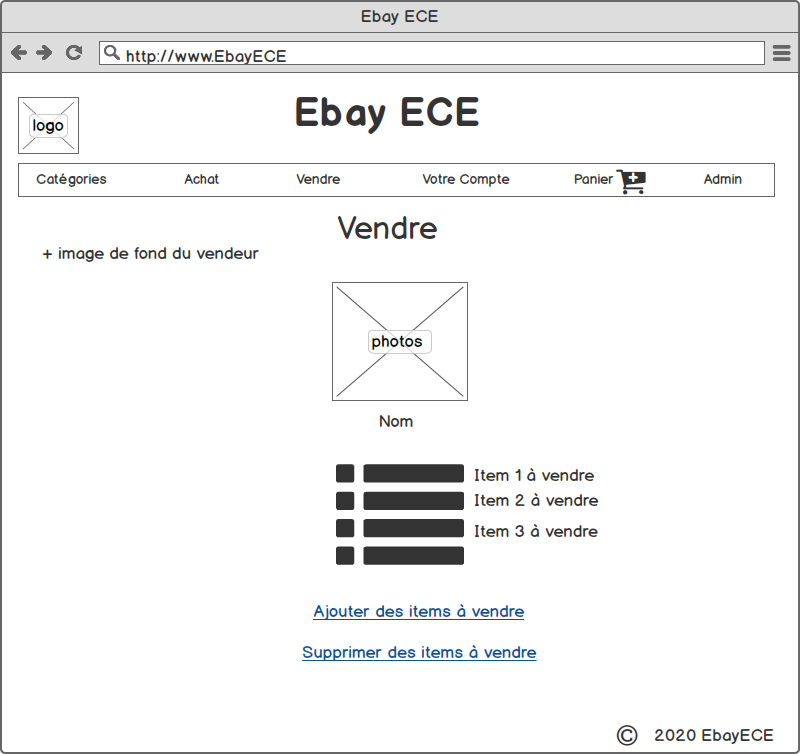 Ebay ECE
http://www.EbayECE
logo
Ebay ECE
Catégories Achat Vendre Votre Compte Panier Admin
Vendre
+ image de fond du vendeur
photos
Nom
Item 1 à vendre
Item 2 à vendre
Item 3 à vendre
Ajouter des items à vendre
Supprimer des items à vendre
© 2020 EbayECE